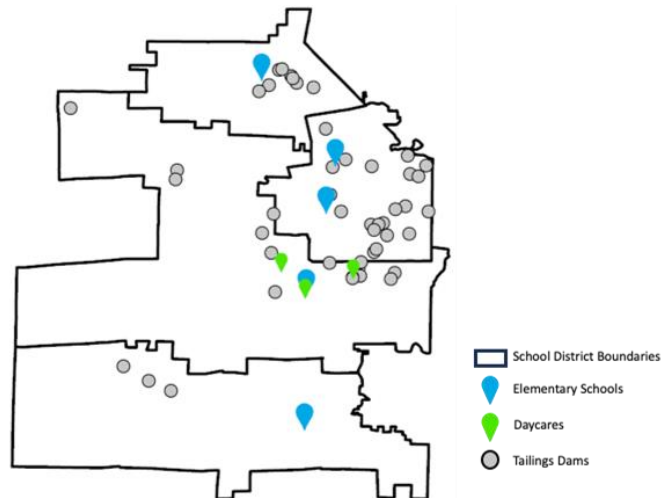 School District Boundaries
Elementary Schools
Daycares
Tailings Dams